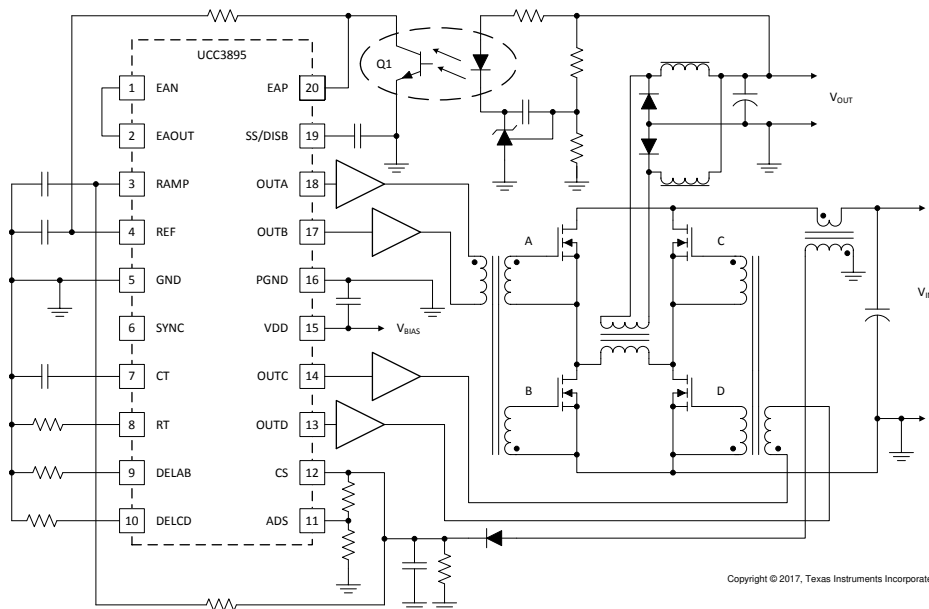 UCC3895
Q1
1 EAN
EAP 20
2 EAOUT
SS/DISB 19
3 RAMP
OUTA 18
4 REF
OUTB 17
5 GND
PGND 16
6 SYNC
VDD 15
7 CT
OUTC 14
8 RT
OUTD 13
9 DELAB
CS 12
10 DELCD
ADS 11
VBIAS
VOUT
A
C
B
D
VI
Copyright © 2017, Texas Instruments Incorporate